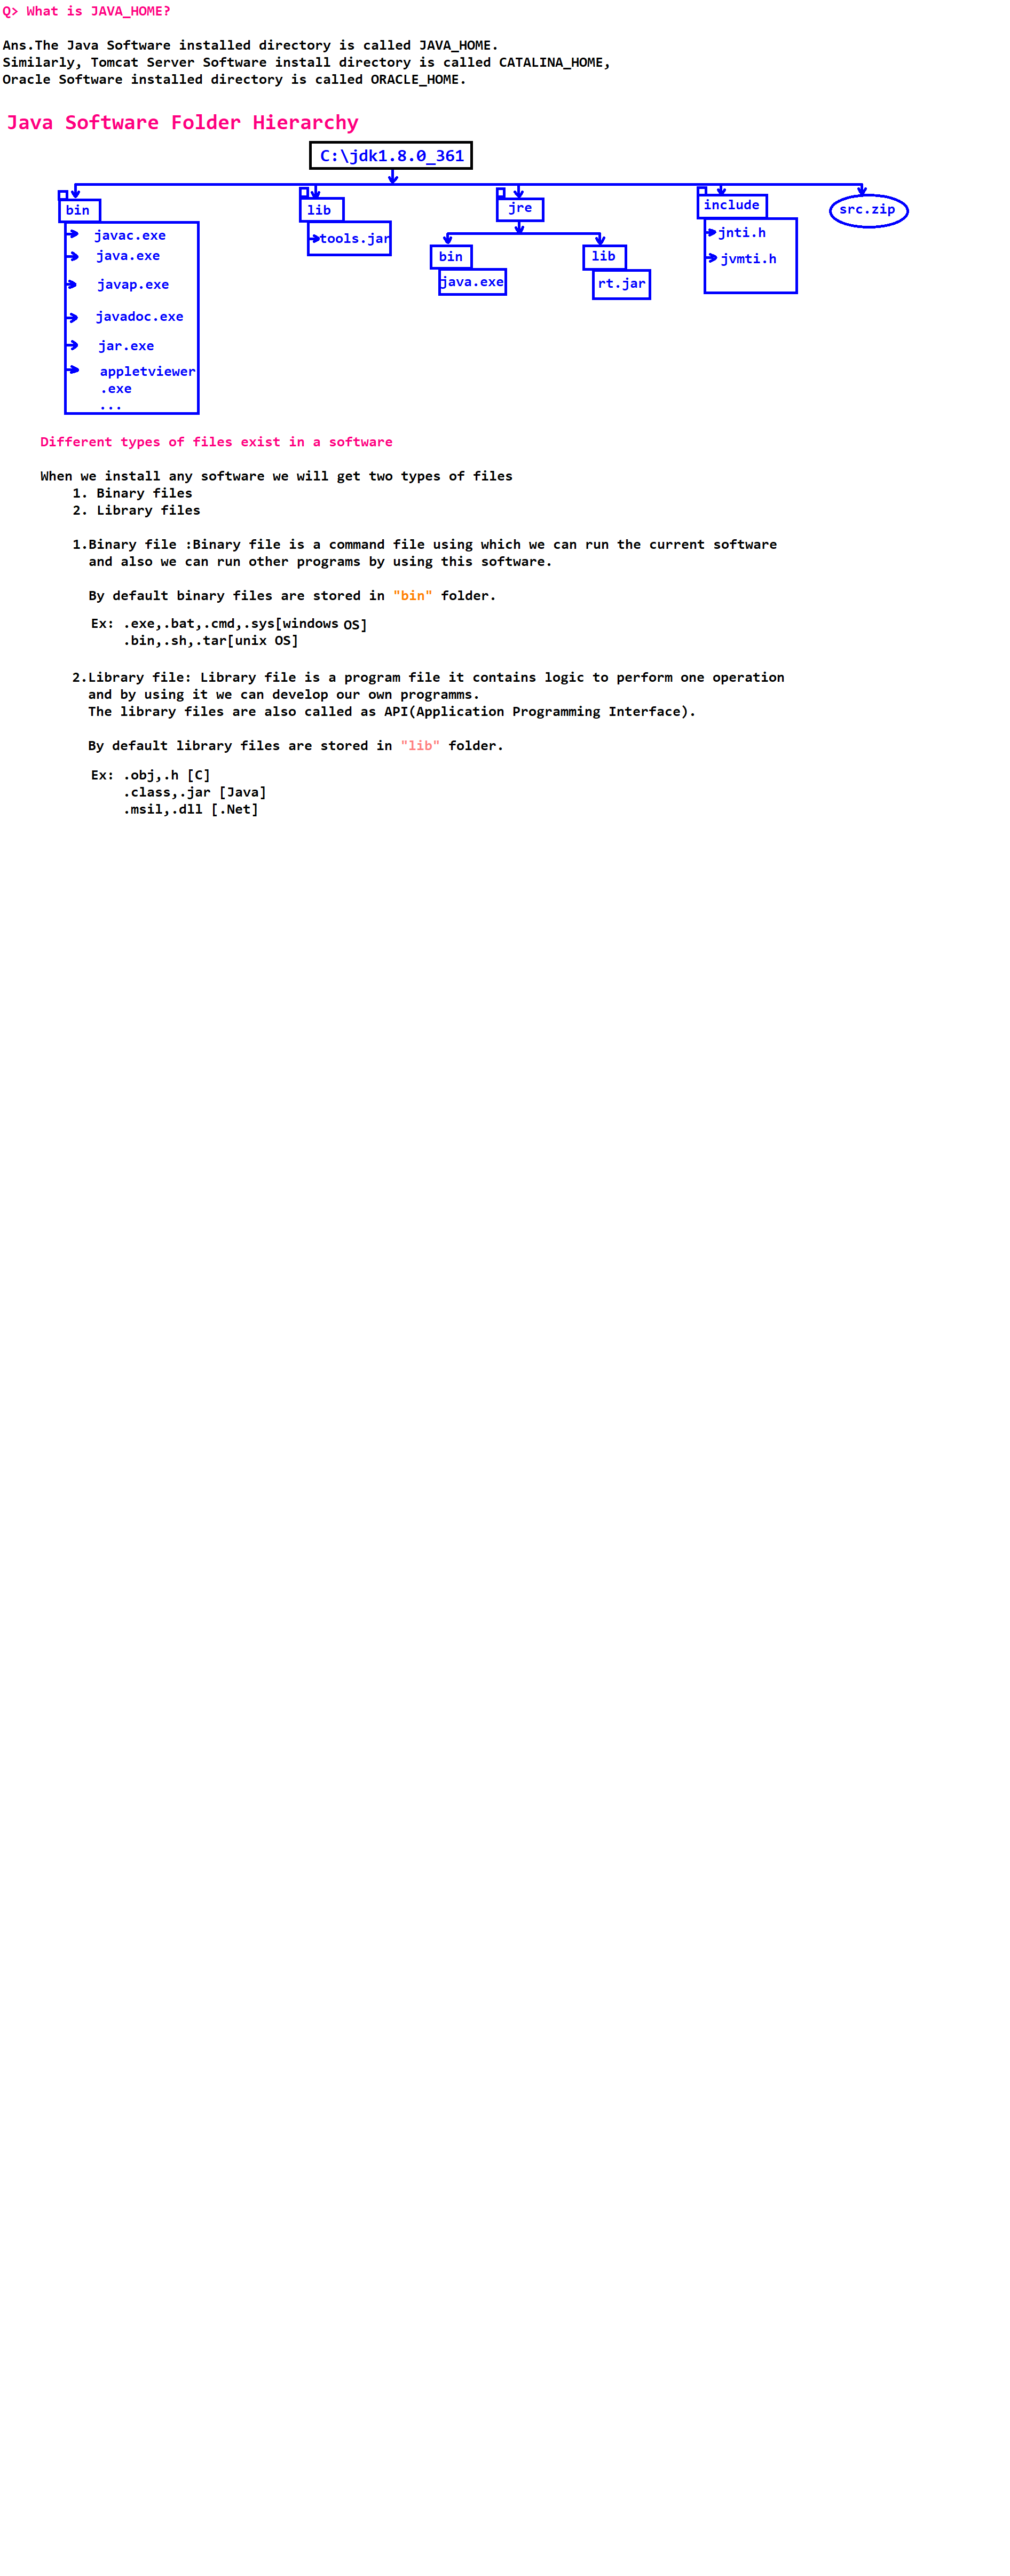 Q> What is JAVA_HOME?
Ans.The Java Software installed directory is called JAVA_HOME.
Similarly, Tomcat Server Software install directory is called CATALINA_HOME,
Oracle Software installed directory is called ORACLE_HOME.
Java Software Folder Hierarchy
C:\jdk1.8.0_361
bin
lib
jre
include
src.zip
javac.exe
java.exe
javap.exe
javadoc.exe
jar.exe
appletviewer
.exe
...
tools.jar
bin
java.exe
lib
rt.jar
jnti.h
jvmti.h
Different types of files exist in a software
When we install any software we will get two types of files
1. Binary files
2. Library files
1.Binary file :Binary file is a command file using which we can run the current software
and also we can run other programs by using this software.
By default binary files are stored in "bin" folder.
Ex: .exe,.bat,.cmd,.sys[windows OS]
.bin,.sh,.tar[unix OS]
2.Library file: Library file is a program file it contains logic to perform one operation
and by using it we can develop our own programms.
The library files are also called as API(Application Programming Interface).
By default library files are stored in "lib" folder.
Ex: .obj,.h [C]
.class,.jar [Java]
.msil,.dll [.Net]